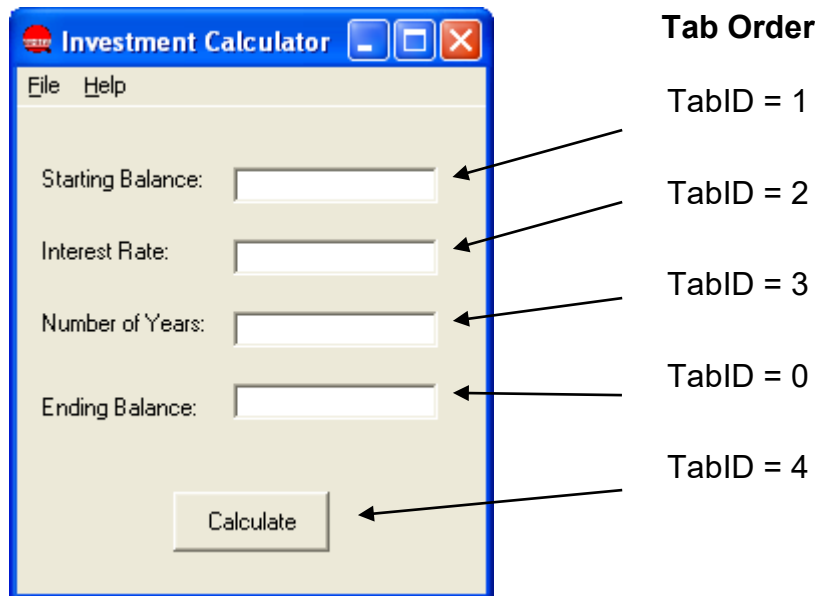 Investment Calculator
Tab Order
File Help
TabID = 1
Starting Balance:
TabID = 2
Interest Rate:
TabID = 3
Number of Years:
TabID = 0
Ending Balance:
TabID = 4
Calculate